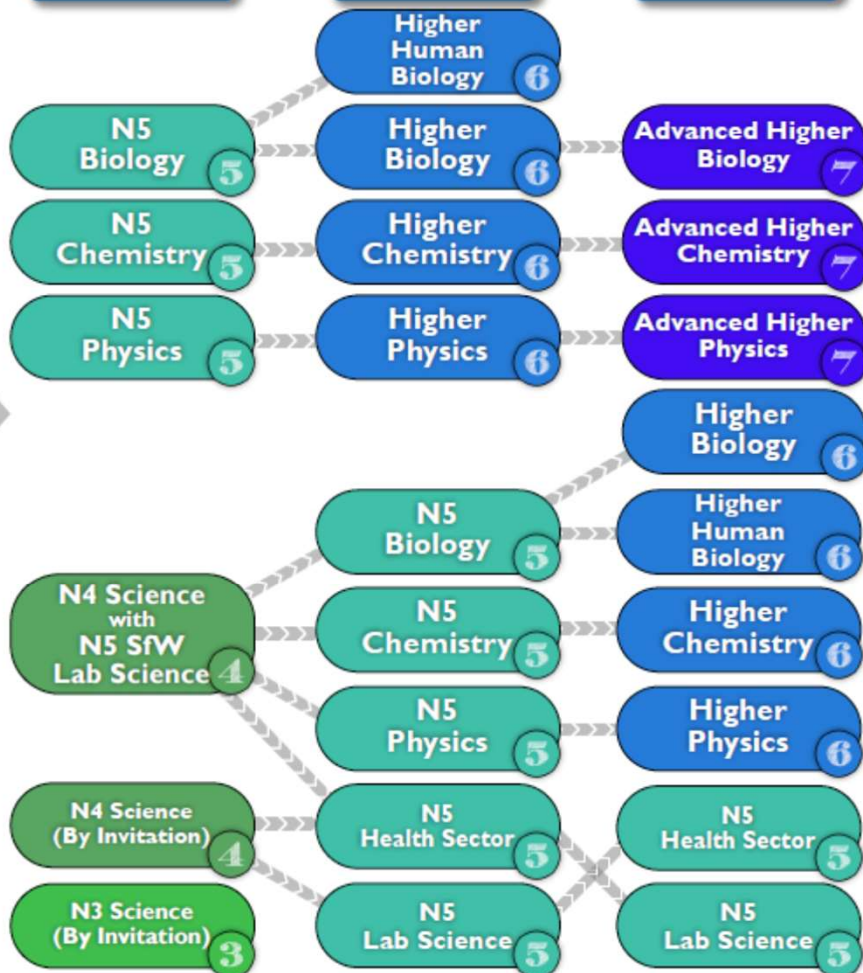 Higher
Human
Biology 6
N5
Biology 5
Higher
Biology 6
Advanced Higher
Biology 7
N5
Chemistry 5
Higher
Chemistry 6
Advanced Higher
Chemistry 7
N5
Physics 5
Higher
Physics 6
Advanced Higher
Physics 7
Higher
Biology 6
N5
Biology 5
Higher
Human
Biology 6
N4 Science
with
N5 SfW
Lab Science 4
N5
Chemistry 5
Higher
Chemistry 6
N5
Physics 5
Higher
Physics 6
N4 Science
(By Invitation) 4
N5
Health Sector 5
N5
Health Sector 5
N3 Science
(By Invitation) 3
N5
Lab Science 5
N5
Lab Science 5